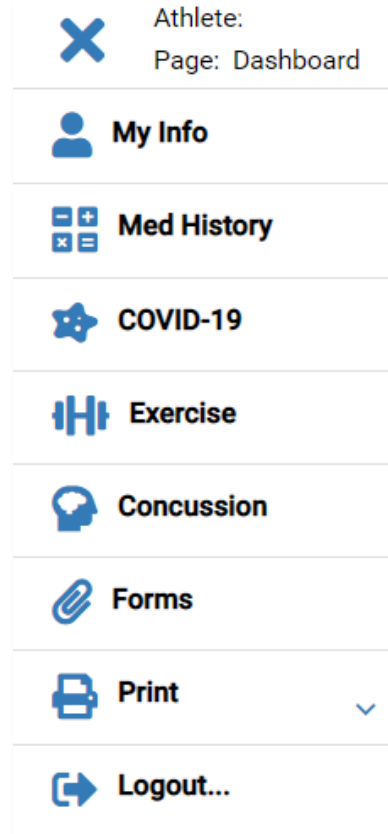 Athlete:
Page: Dashboard
My Info
Med History
COVID-19
Exercise
Concussion
Forms
Print
Logout...